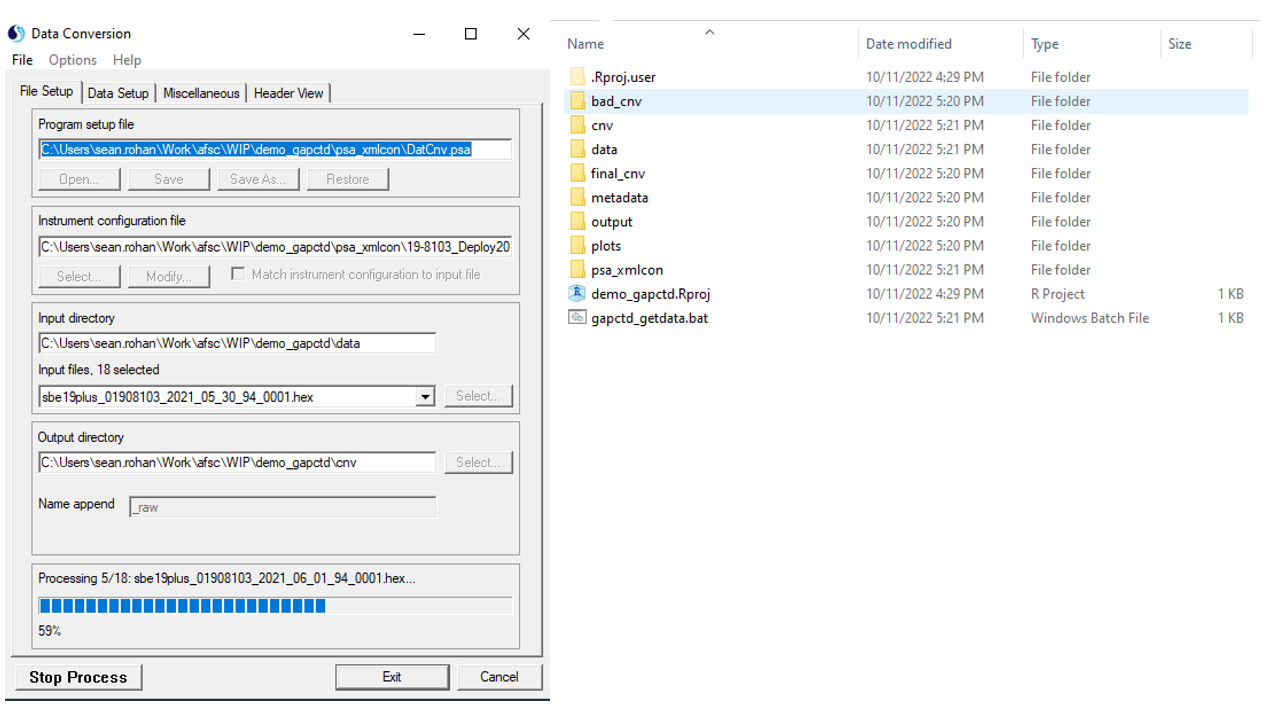 Data Conversion
File Options Help
File Setup Data Setup Miscellaneous Header View
Program setup file
C:\Users\sean.rohan\Work\afsc\WIP\demo_gapctd\psa_xmlcon\DatCnv.psa
Open... Save Save As... Restore
Instrument configuration file
C:\Users\sean.rohan\Work\afsc\WIP\demo_gapctd\psa_xmlcon\19-8103_Deploy20
Select... Modify... Match instrument configuration to input file
Input directory
C:\Users\sean.rohan\Work\afsc\WIP\demo_gapctd\data
Input files, 18 selected
sbe19plus_01908103_2021_05_30_94_0001.hex Select...
Output directory
C:\Users\sean.rohan\Work\afsc\WIP\demo_gapctd\cnv Select...
Name append _raw
Processing 5/18: sbe19plus_01908103_2021_06_01_94_0001.hex...
59%
Stop Process Exit Cancel
Name Date modified Type Size
.Rproj.user 10/11/2022 4:29 PM File folder
bad_cnv 10/11/2022 5:20 PM File folder
cnv 10/11/2022 5:21 PM File folder
data 10/11/2022 5:21 PM File folder
final_cnv 10/11/2022 5:20 PM File folder
metadata 10/11/2022 5:20 PM File folder
output 10/11/2022 5:20 PM File folder
plots 10/11/2022 5:20 PM File folder
psa_xmlcon 10/11/2022 5:21 PM File folder
demo_gapctd.Rproj 10/11/2022 4:29 PM R Project 1 KB
gapctd_getdata.bat 10/11/2022 5:21 PM Windows Batch File 1 KB